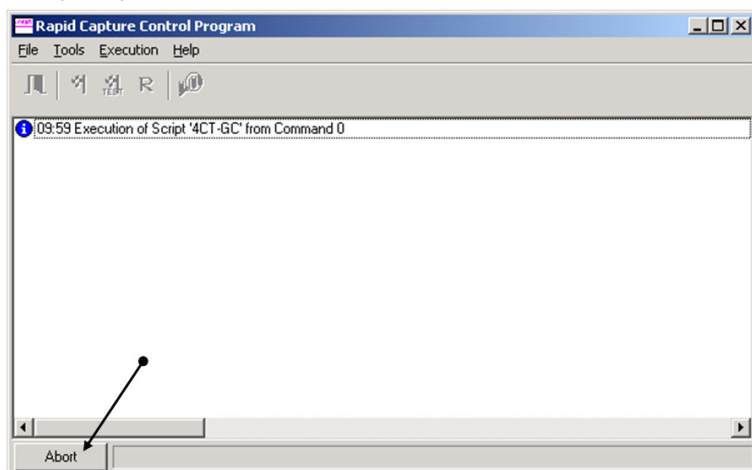 Rapid Capture Control Program
File Tools Execution Help
TEST R
09:59 Execution of Script '4CT-GC' from Command 0
Abort